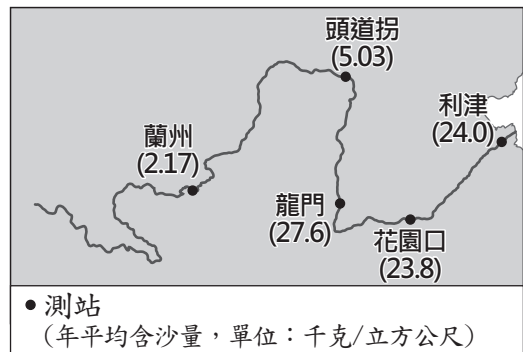 頭道拐
(5.03)
利津
(24.0)
蘭州
(2.17)
龍門
(27.6)
花園口
(23.8)
●測站
(年平均含沙量，單位：千克/立方公尺)